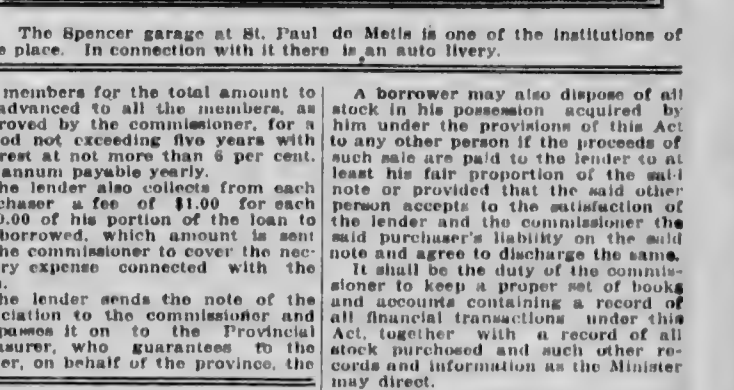 The Spencer garage at St. Paul de Metis is one of the institutions of
e place. In connection with it there is an auto livery.
members for the total amount to
advanced to all the members, as
roved by the commissioner, for a
od not exceeding five years with
rest at not more than 6 per cent.
annum payable yearly.
he lender also collects from each
chaser a fee of $1.00 for each
0.00 of his portion of the loan to
borrowed, which amount is sent
he commissioner to cover the nec-
ry expense connected with the
.
he lender sends the note of the
ciation to the commissioner and
passes it on to the Provincial
asurer, who guarantees to the
er, on behalf of the province, the
A borrower may also dispose of all
stock in his possession acquired by
him under the provisions of this Act
to any other person if the proceeds of
such sale are paid to the lender to at
least his fair proportion of the said
note or provided that the said other
person accepts to the satisfaction of
the lender and the commissioner the
said purchaser's liability on the said
note and agree to discharge the same.
It shall be the duty of the commis-
sioner to keep a proper set of books
and accounts containing a record of
all financial transactions under this
Act, together with a record of all
stock purchosed and such other re-
cords and information as the Minister
may direct.